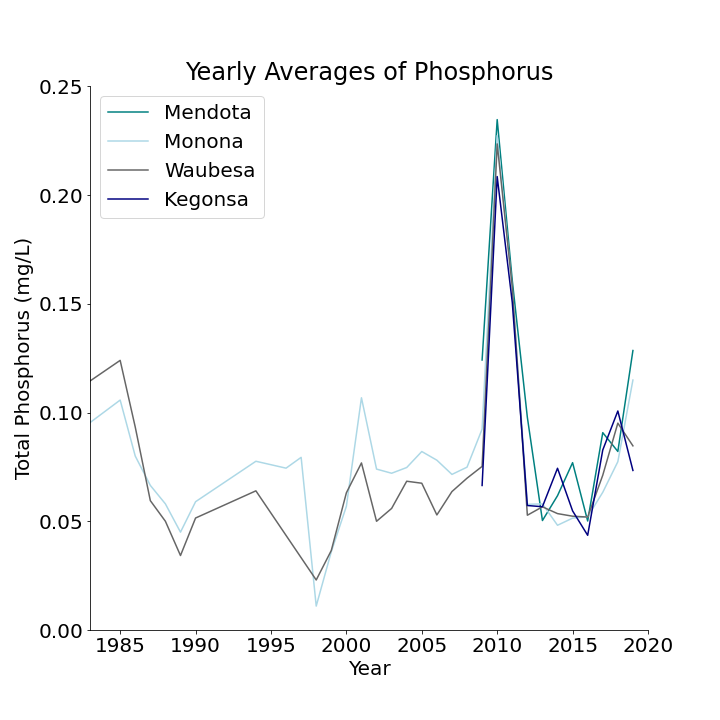 Yearly Averages of Phosphorus
0.25
0.20
0.15
0.10
0.05
0.00
Total Phosphorus (mg/L)
Mendota
Monona
Waubesa
Kegonsa
1985 1990 1995 2000 2005 2010 2015 2020
Year